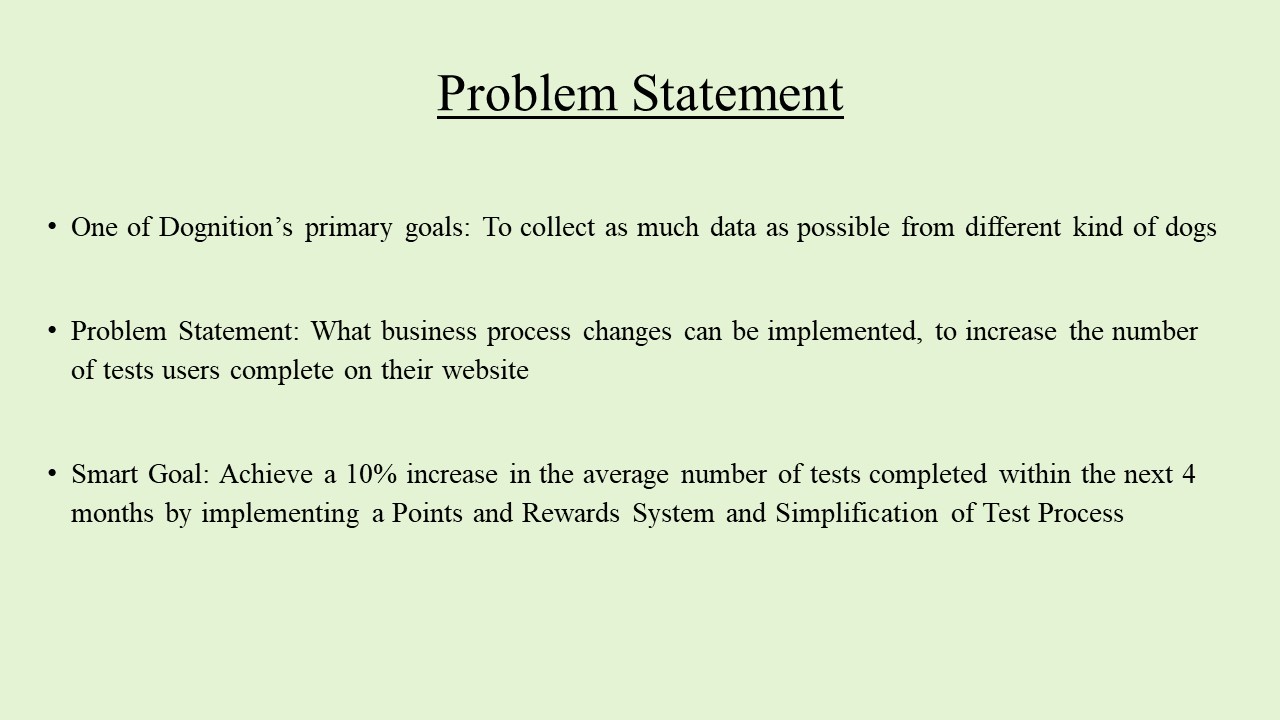 Problem Statement
• One of Dognition’s primary goals: To collect as much data as possible from different kind of dogs
• Problem Statement: What business process changes can be implemented, to increase the number
of tests users complete on their website
• Smart Goal: Achieve a 10% increase in the average number of tests completed within the next 4
months by implementing a Points and Rewards System and Simplification of Test Process